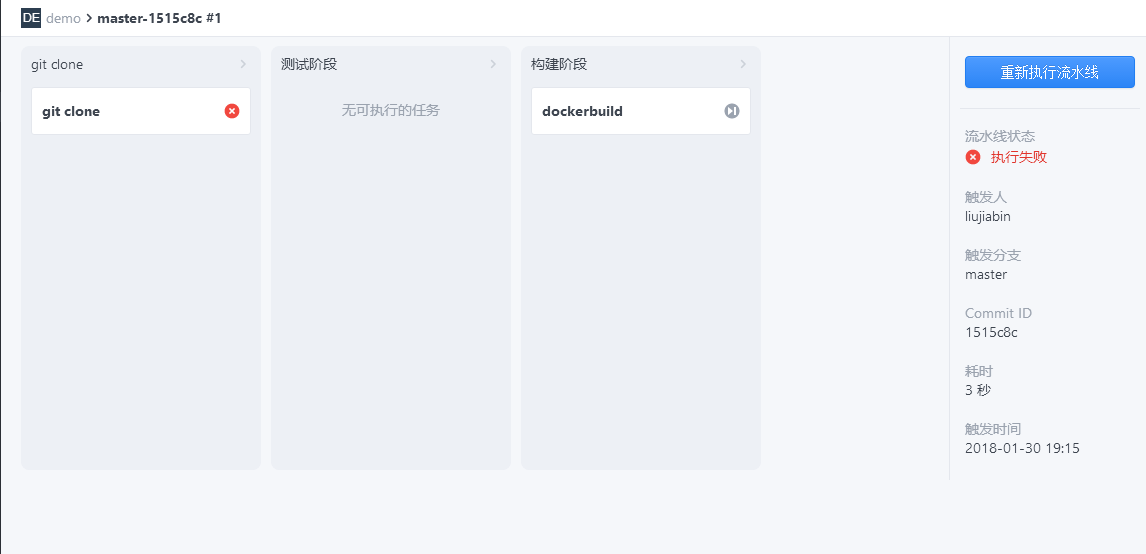 DE demo > master-1515c8c #1
git clone
git clone
测试阶段
无可执行的任务
构建阶段
dockerbuild
重新执行流水线
流水线状态
执行失败
触发人
liujiabin
触发分支
master
Commit ID
1515c8c
耗时
3 秒
触发时间
2018-01-30 19:15